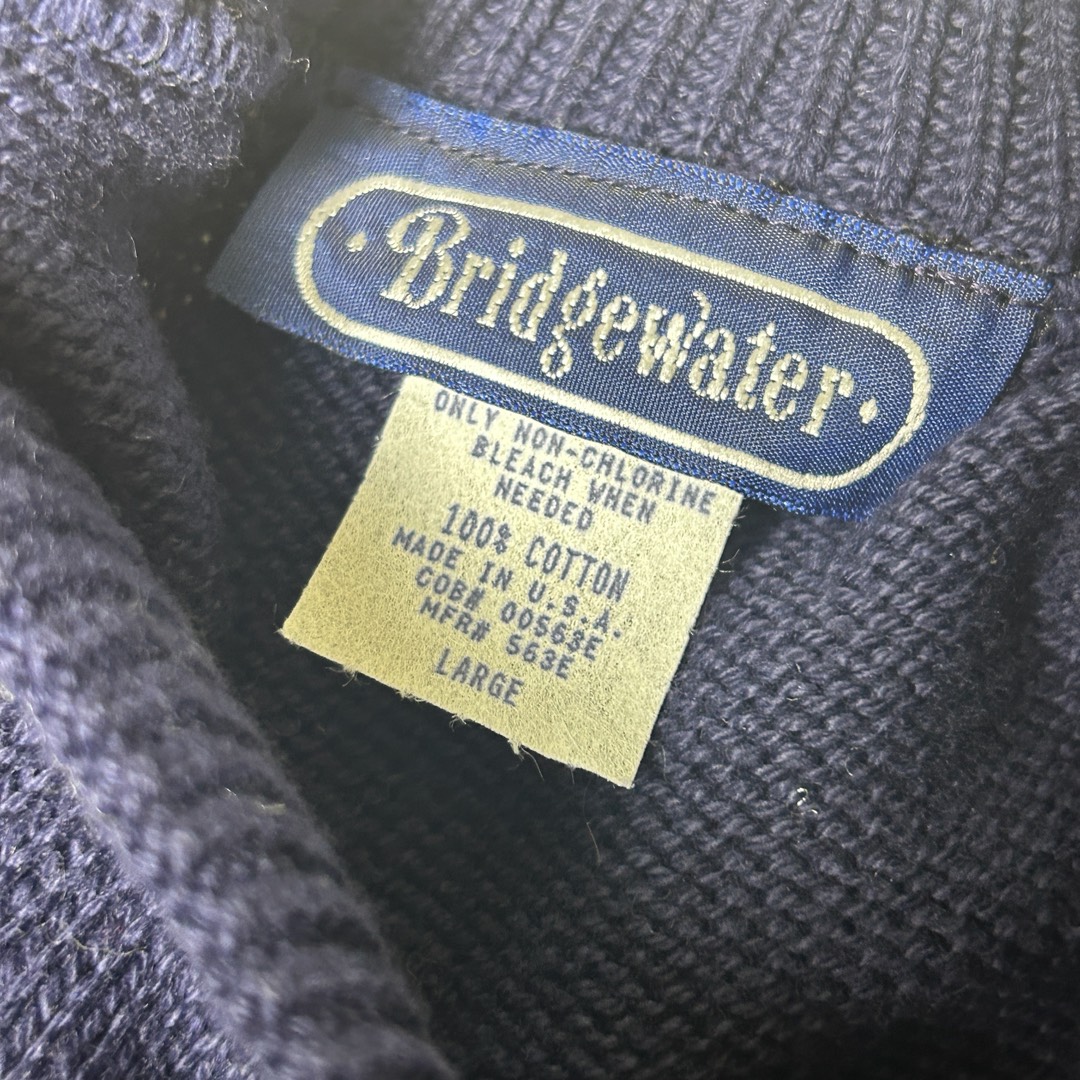 · Bridgewater ·
ONLY NON-CHLORINE
BLEACH WHEN
NEEDED
100% COTTON
MADE IN U.S.A.
COB# 00563E
MFR# 563E
LARGE